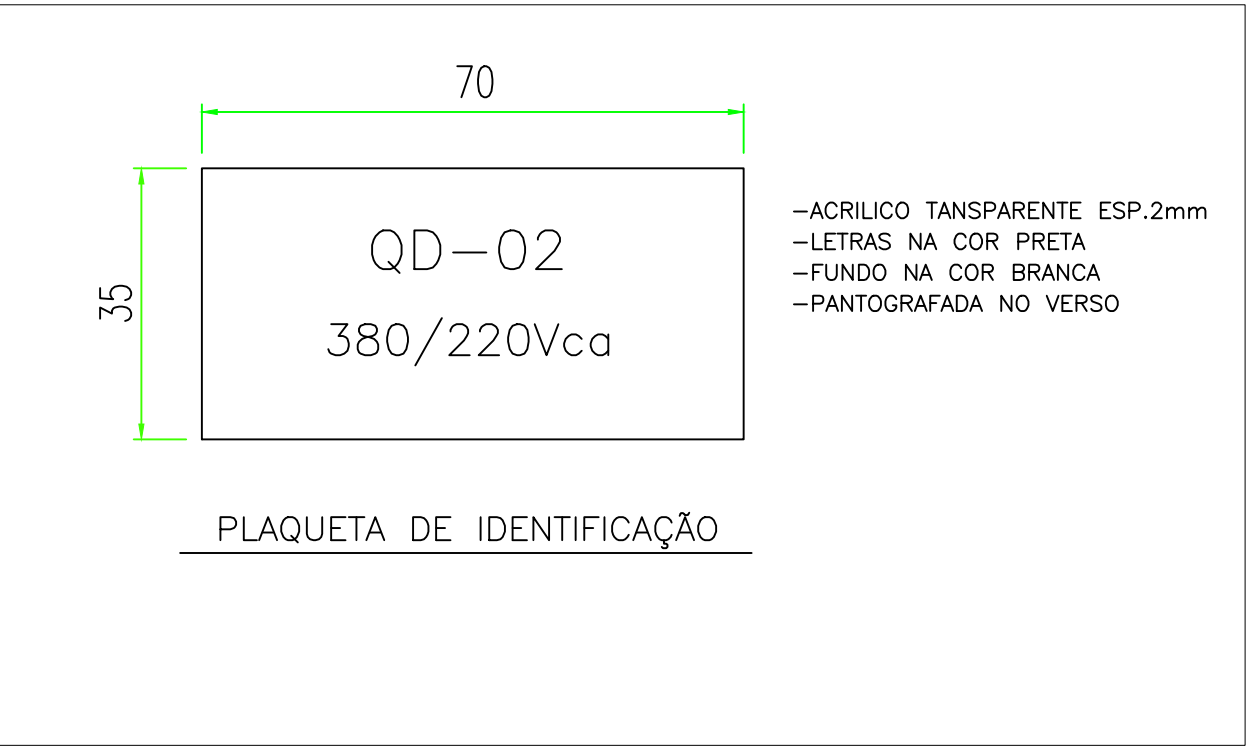 70
35
QD-02
380/220Vca
-ACRILICO TANSPARENTE ESP.2mm
-LETRAS NA COR PRETA
-FUNDO NA COR BRANCA
-PANTOGRAFADA NO VERSO
PLAQUETA DE IDENTIFICAÇÃO